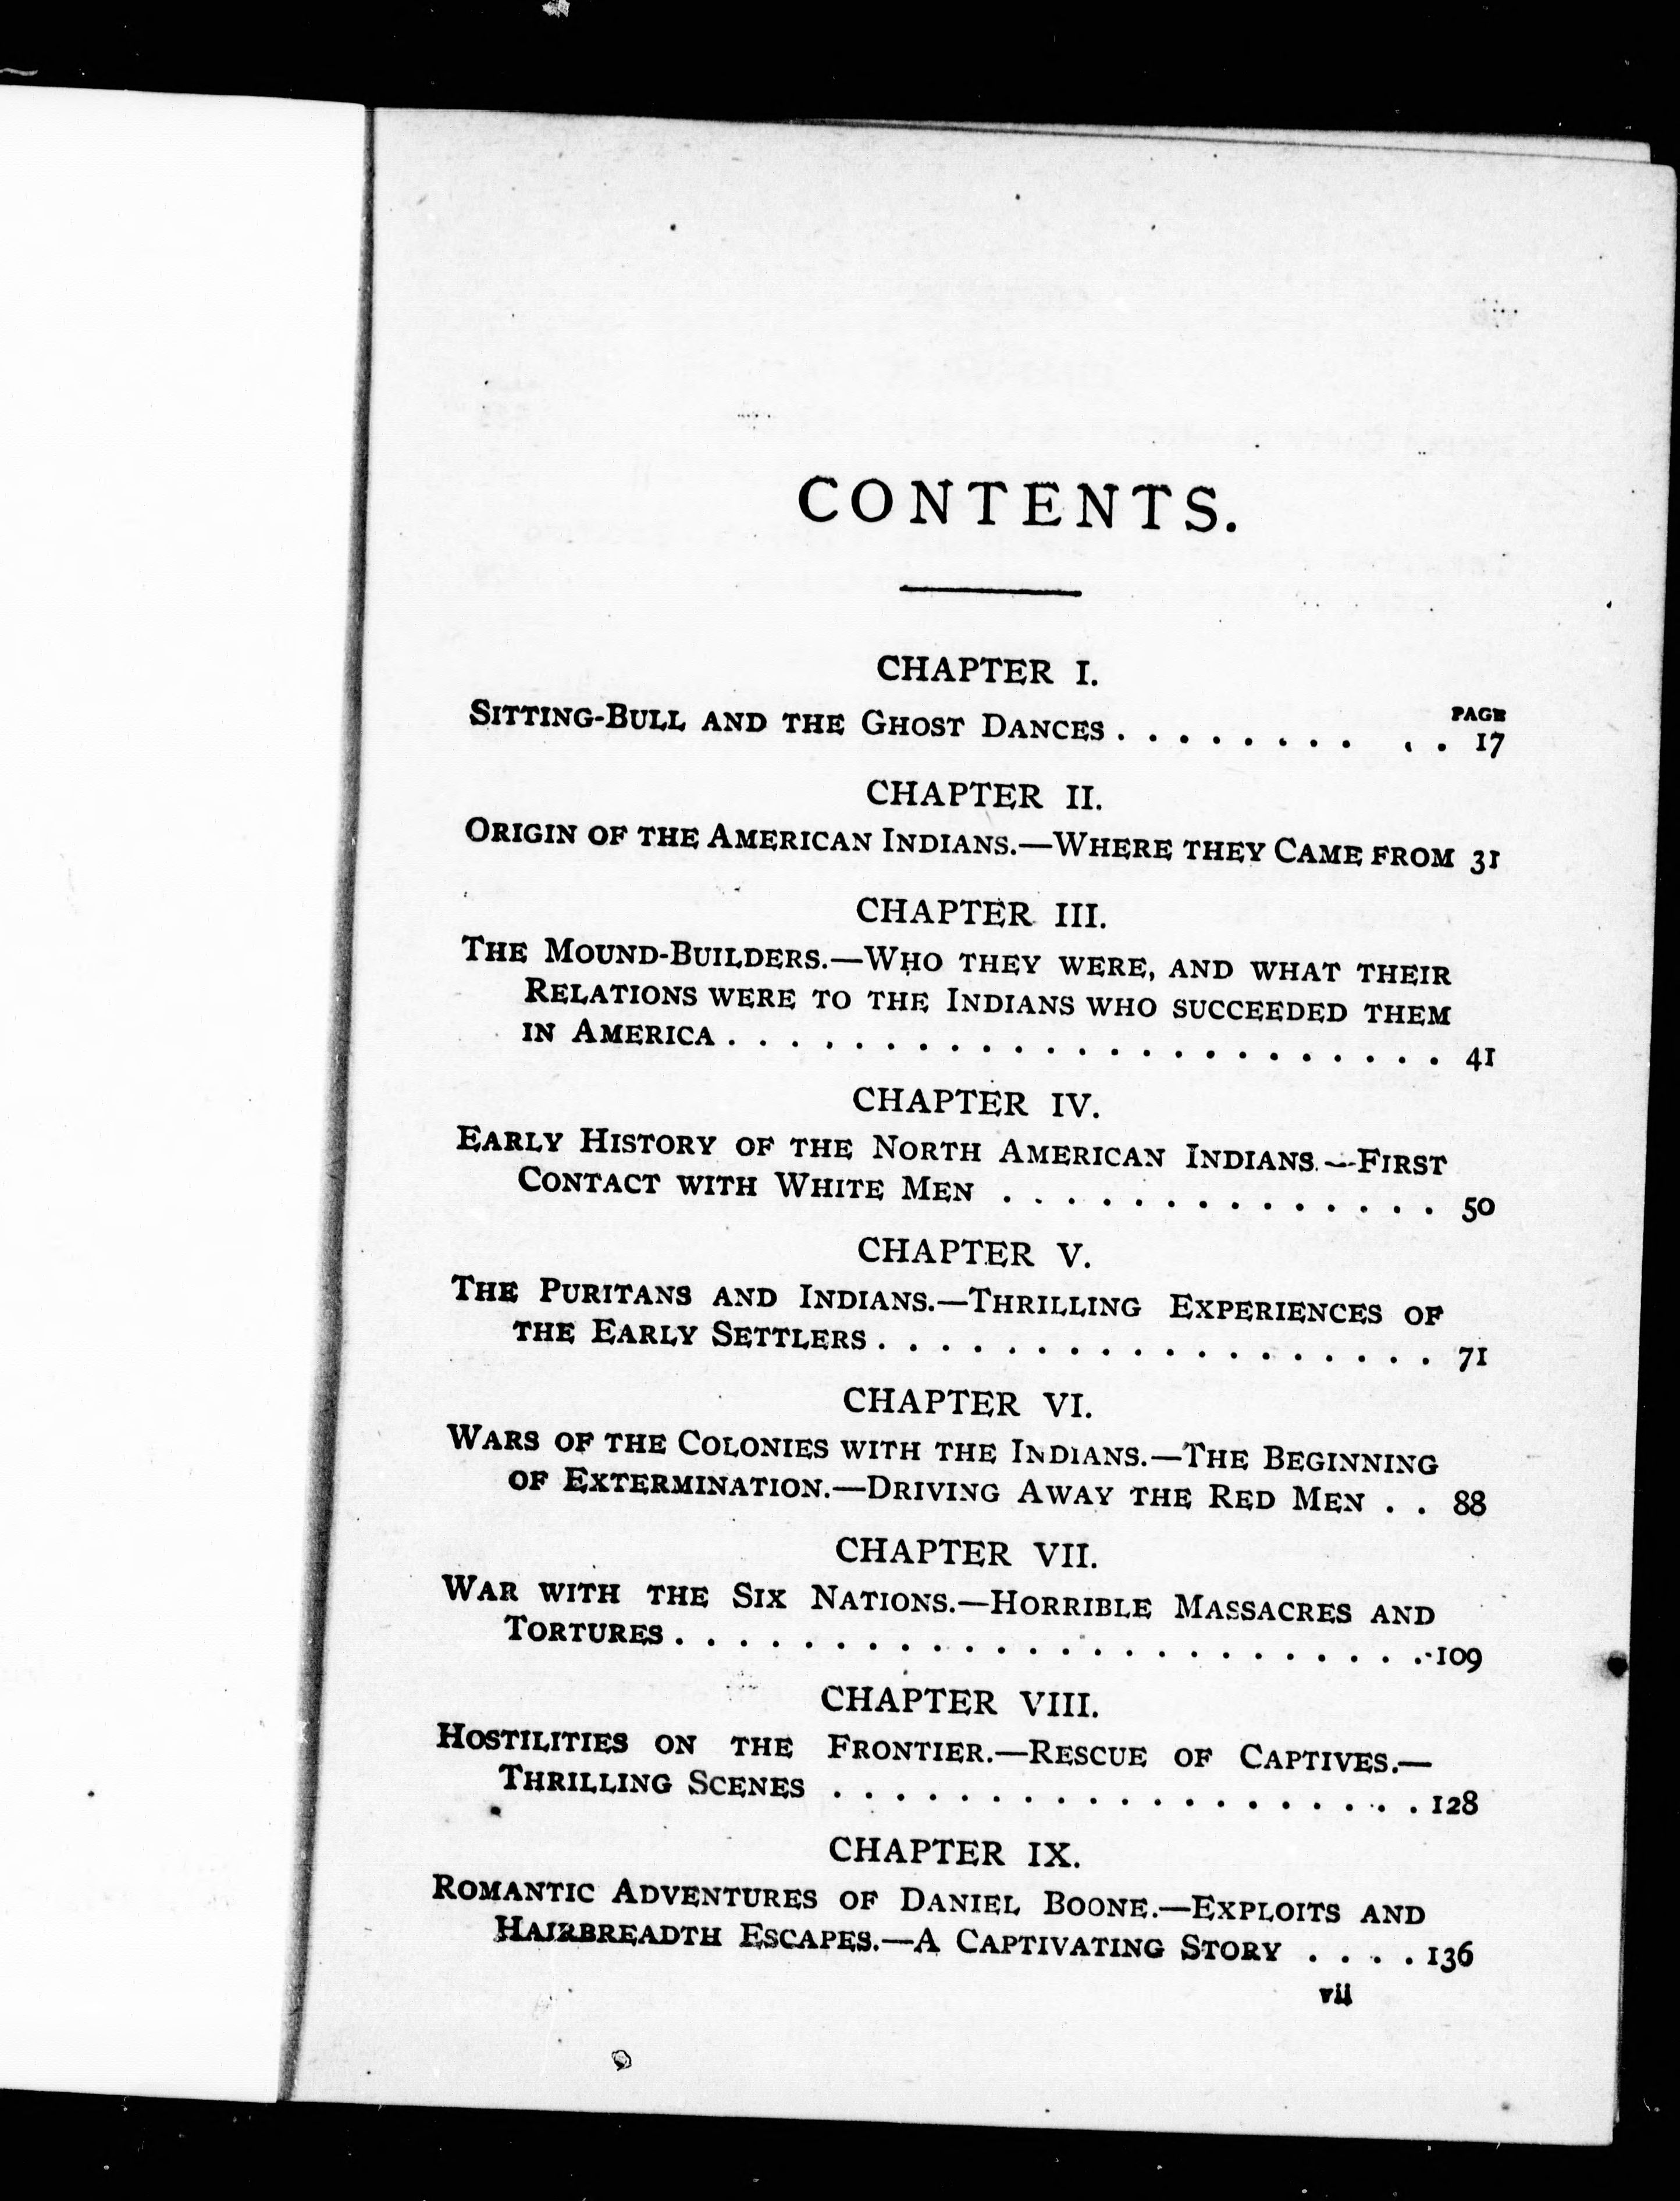 CONTENTS.
CHAPTER I.
PAGE
SITTING-BULL AND THE GHOST DANCES . . . . . . . . . . 17
CHAPTER II.
ORIGIN OF THE AMERICAN INDIANS.—WHERE THEY CAME FROM 31
CHAPTER III.
THE MOUND-BUILDERS.—WHO THEY WERE, AND WHAT THEIR
RELATIONS WERE TO THE INDIANS WHO SUCCEEDED THEM
IN AMERICA . . . . . . . . . . . . . . . . . . . . . . . 41
CHAPTER IV.
EARLY HISTORY OF THE NORTH AMERICAN INDIANS.—FIRST
CONTACT WITH WHITE MEN . . . . . . . . . . . . . . 50
CHAPTER V.
THE PURITANS AND INDIANS.—THRILLING EXPERIENCES OF
THE EARLY SETTLERS . . . . . . . . . . . . . . . . . . 71
CHAPTER VI.
WARS OF THE COLONIES WITH THE INDIANS.—THE BEGINNING
OF EXTERMINATION.—DRIVING AWAY THE RED MEN . . 88
CHAPTER VII.
WAR WITH THE SIX NATIONS.—HORRIBLE MASSACRES AND
TORTURES . . . . . . . . . . . . . . . . . . . . . . . . 109
CHAPTER VIII.
HOSTILITIES ON THE FRONTIER.—RESCUE OF CAPTIVES.—
THRILLING SCENES . . . . . . . . . . . . . . . . . . . 128
CHAPTER IX.
ROMANTIC ADVENTURES OF DANIEL BOONE.—EXPLOITS AND
HAIRBREADTH ESCAPES.—A CAPTIVATING STORY . . . . 136
vii